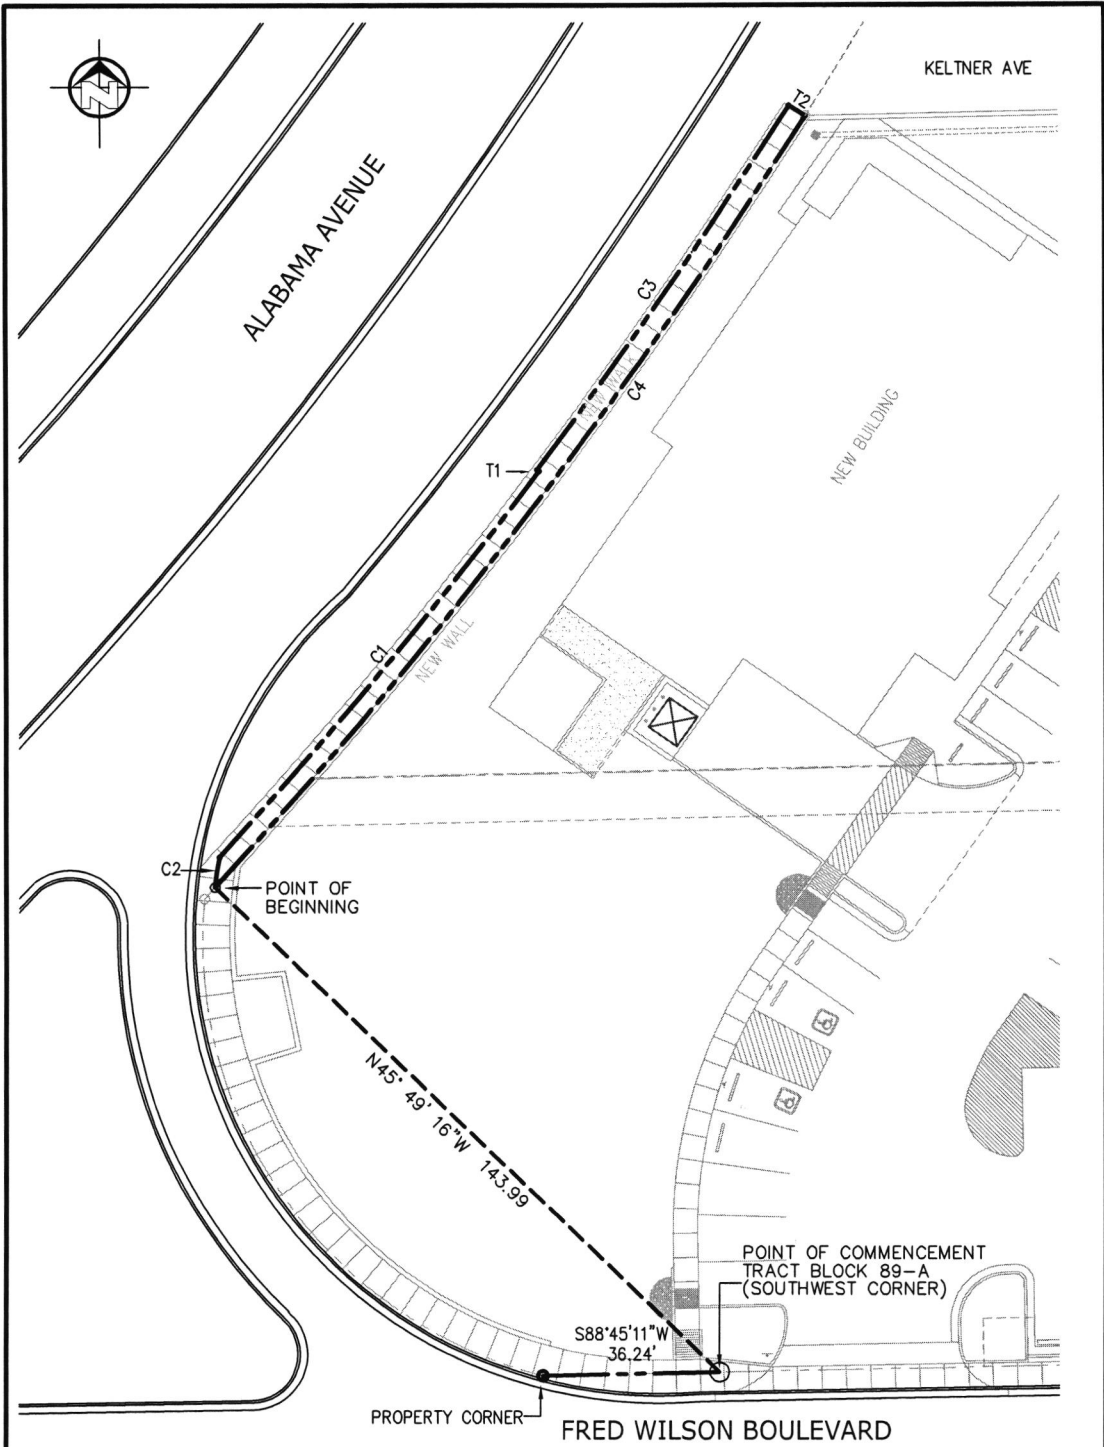 KELTNER AVE
T2
ALABAMA AVENUE
C3
NEW WALK
C4
NEW BUILDING
T1
C1
NEW WALL
C2
POINT OF
BEGINNING
N45° 49' 16"W 143.99
POINT OF COMMENCEMENT
TRACT BLOCK 89-A
(SOUTHWEST CORNER)
S88°45'11"W
36.24'
PROPERTY CORNER
FRED WILSON BOULEVARD